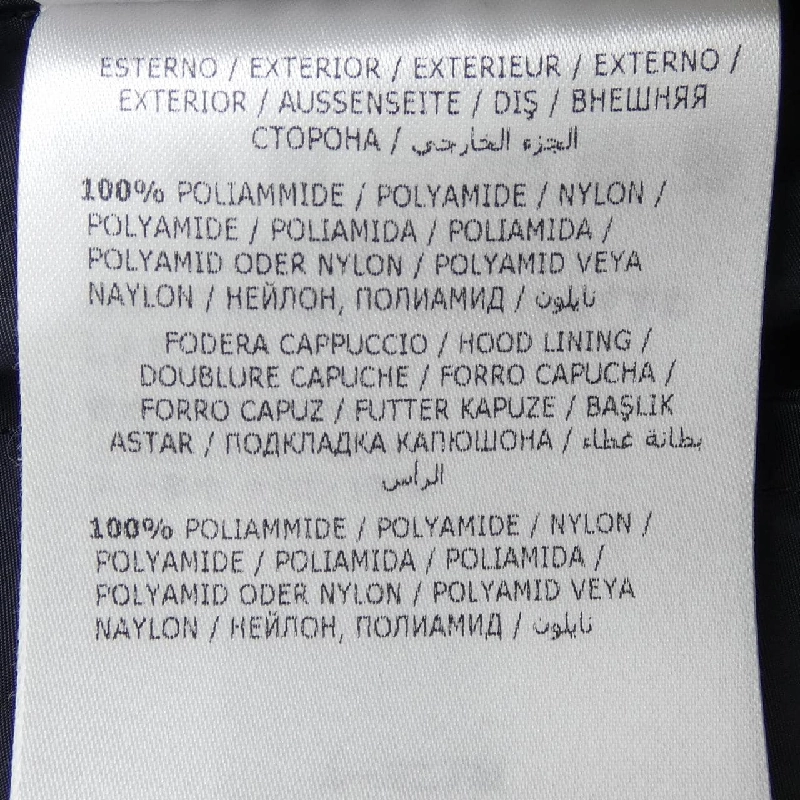 ESTERNO / EXTERIOR / EXTERIEUR / EXTERNO /
EXTERIOR / AUSSENSEITE / DIŞ / ВНЕШНЯЯ
СТОРОНА / الجزء الخارجي
100% POLIAMMIDE / POLYAMIDE / NYLON /
POLYAMIDE / POLIAMIDA / POLIAMIDA /
POLYAMID ODER NYLON / POLYAMID VEYA
NAYLON / НЕЙЛОН, ПОЛИАМИД / نايلون
FODERA CAPPUCCIO / HOOD LINING /
DOUBLURE CAPUCHE / FORRO CAPUCHA /
FORRO CAPUZ / FUTTER KAPUZE / BAŞLIK
ASTAR / ПОДКЛАДКА КАПЮШОНА / بطانة غطاء
الرأس
100% POLIAMMIDE / POLYAMIDE / NYLON /
POLYAMIDE / POLIAMIDA / POLIAMIDA /
POLYAMID ODER NYLON / POLYAMID VEYA
NAYLON / НЕЙЛОН, ПОЛИАМИД / نايلون